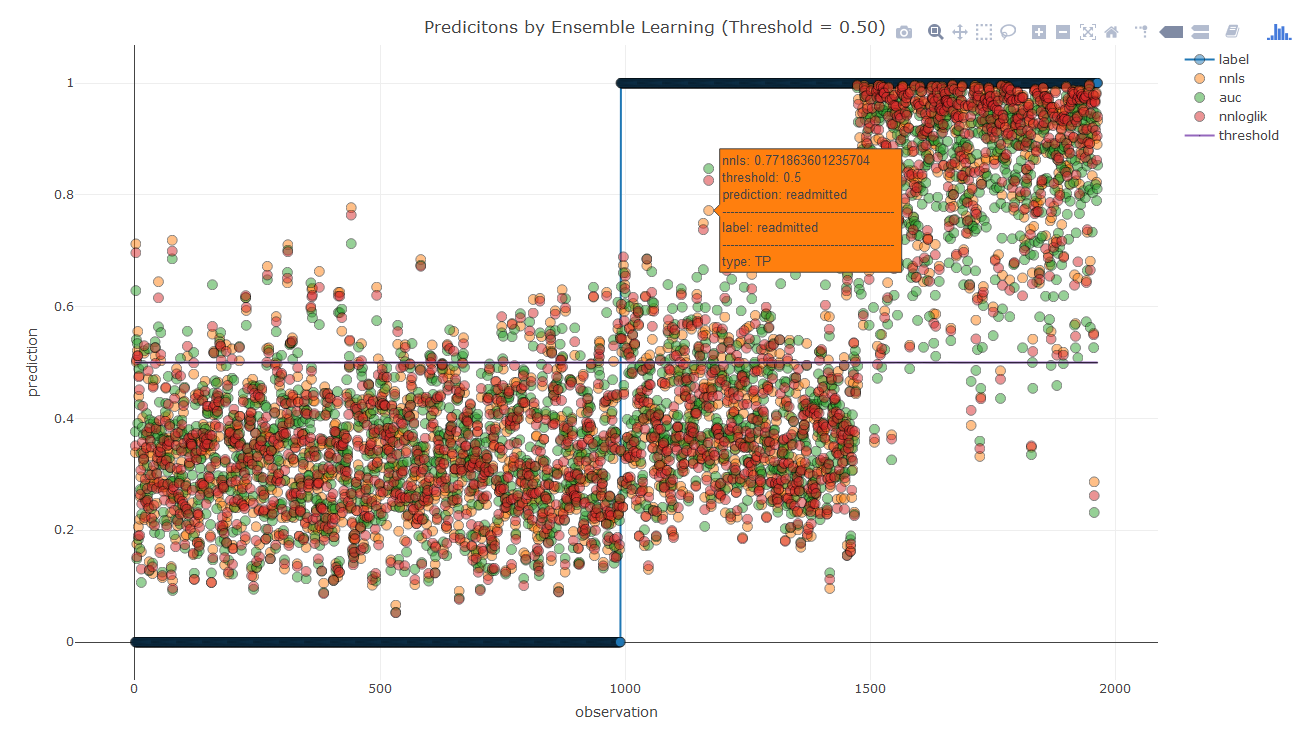 Predicitons by Ensemble Learning (Threshold = 0.50)
label
nnls
auc
nnloglik
threshold
nnls: 0.771863601235704
threshold: 0.5
prediction: readmitted
label: readmitted
type: TP
prediction
1
0.8
0.6
0.4
0.2
0
0 500 1000 1500 2000
observation